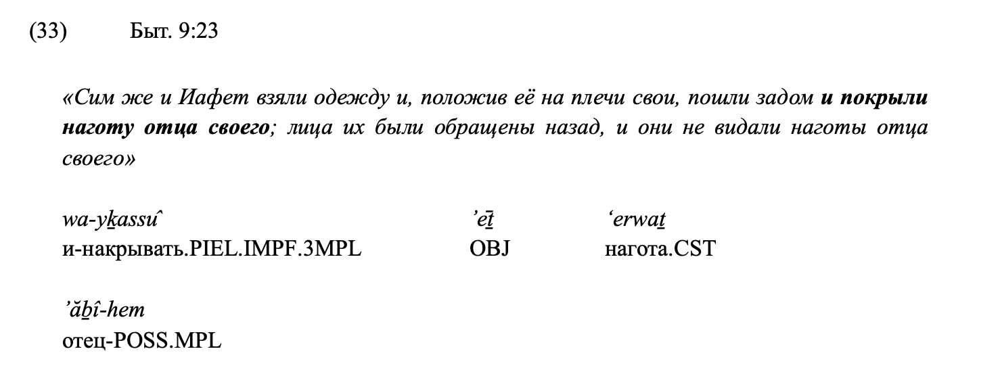 (33) Быт. 9:23
«Сим же и Иафет взяли одежду и, положив её на плечи свои, пошли задом и покрыли
наготу отца своего; лица их были обращены назад, и они не видали наготы отца
своего»
wa-yḵassû ʼeṯ̄ ʻerwaṯ
и-накрывать.PIEL.IMPF.3MPL OBJ нагота.CST
ʼăḇî-hem
отец-POSS.MPL